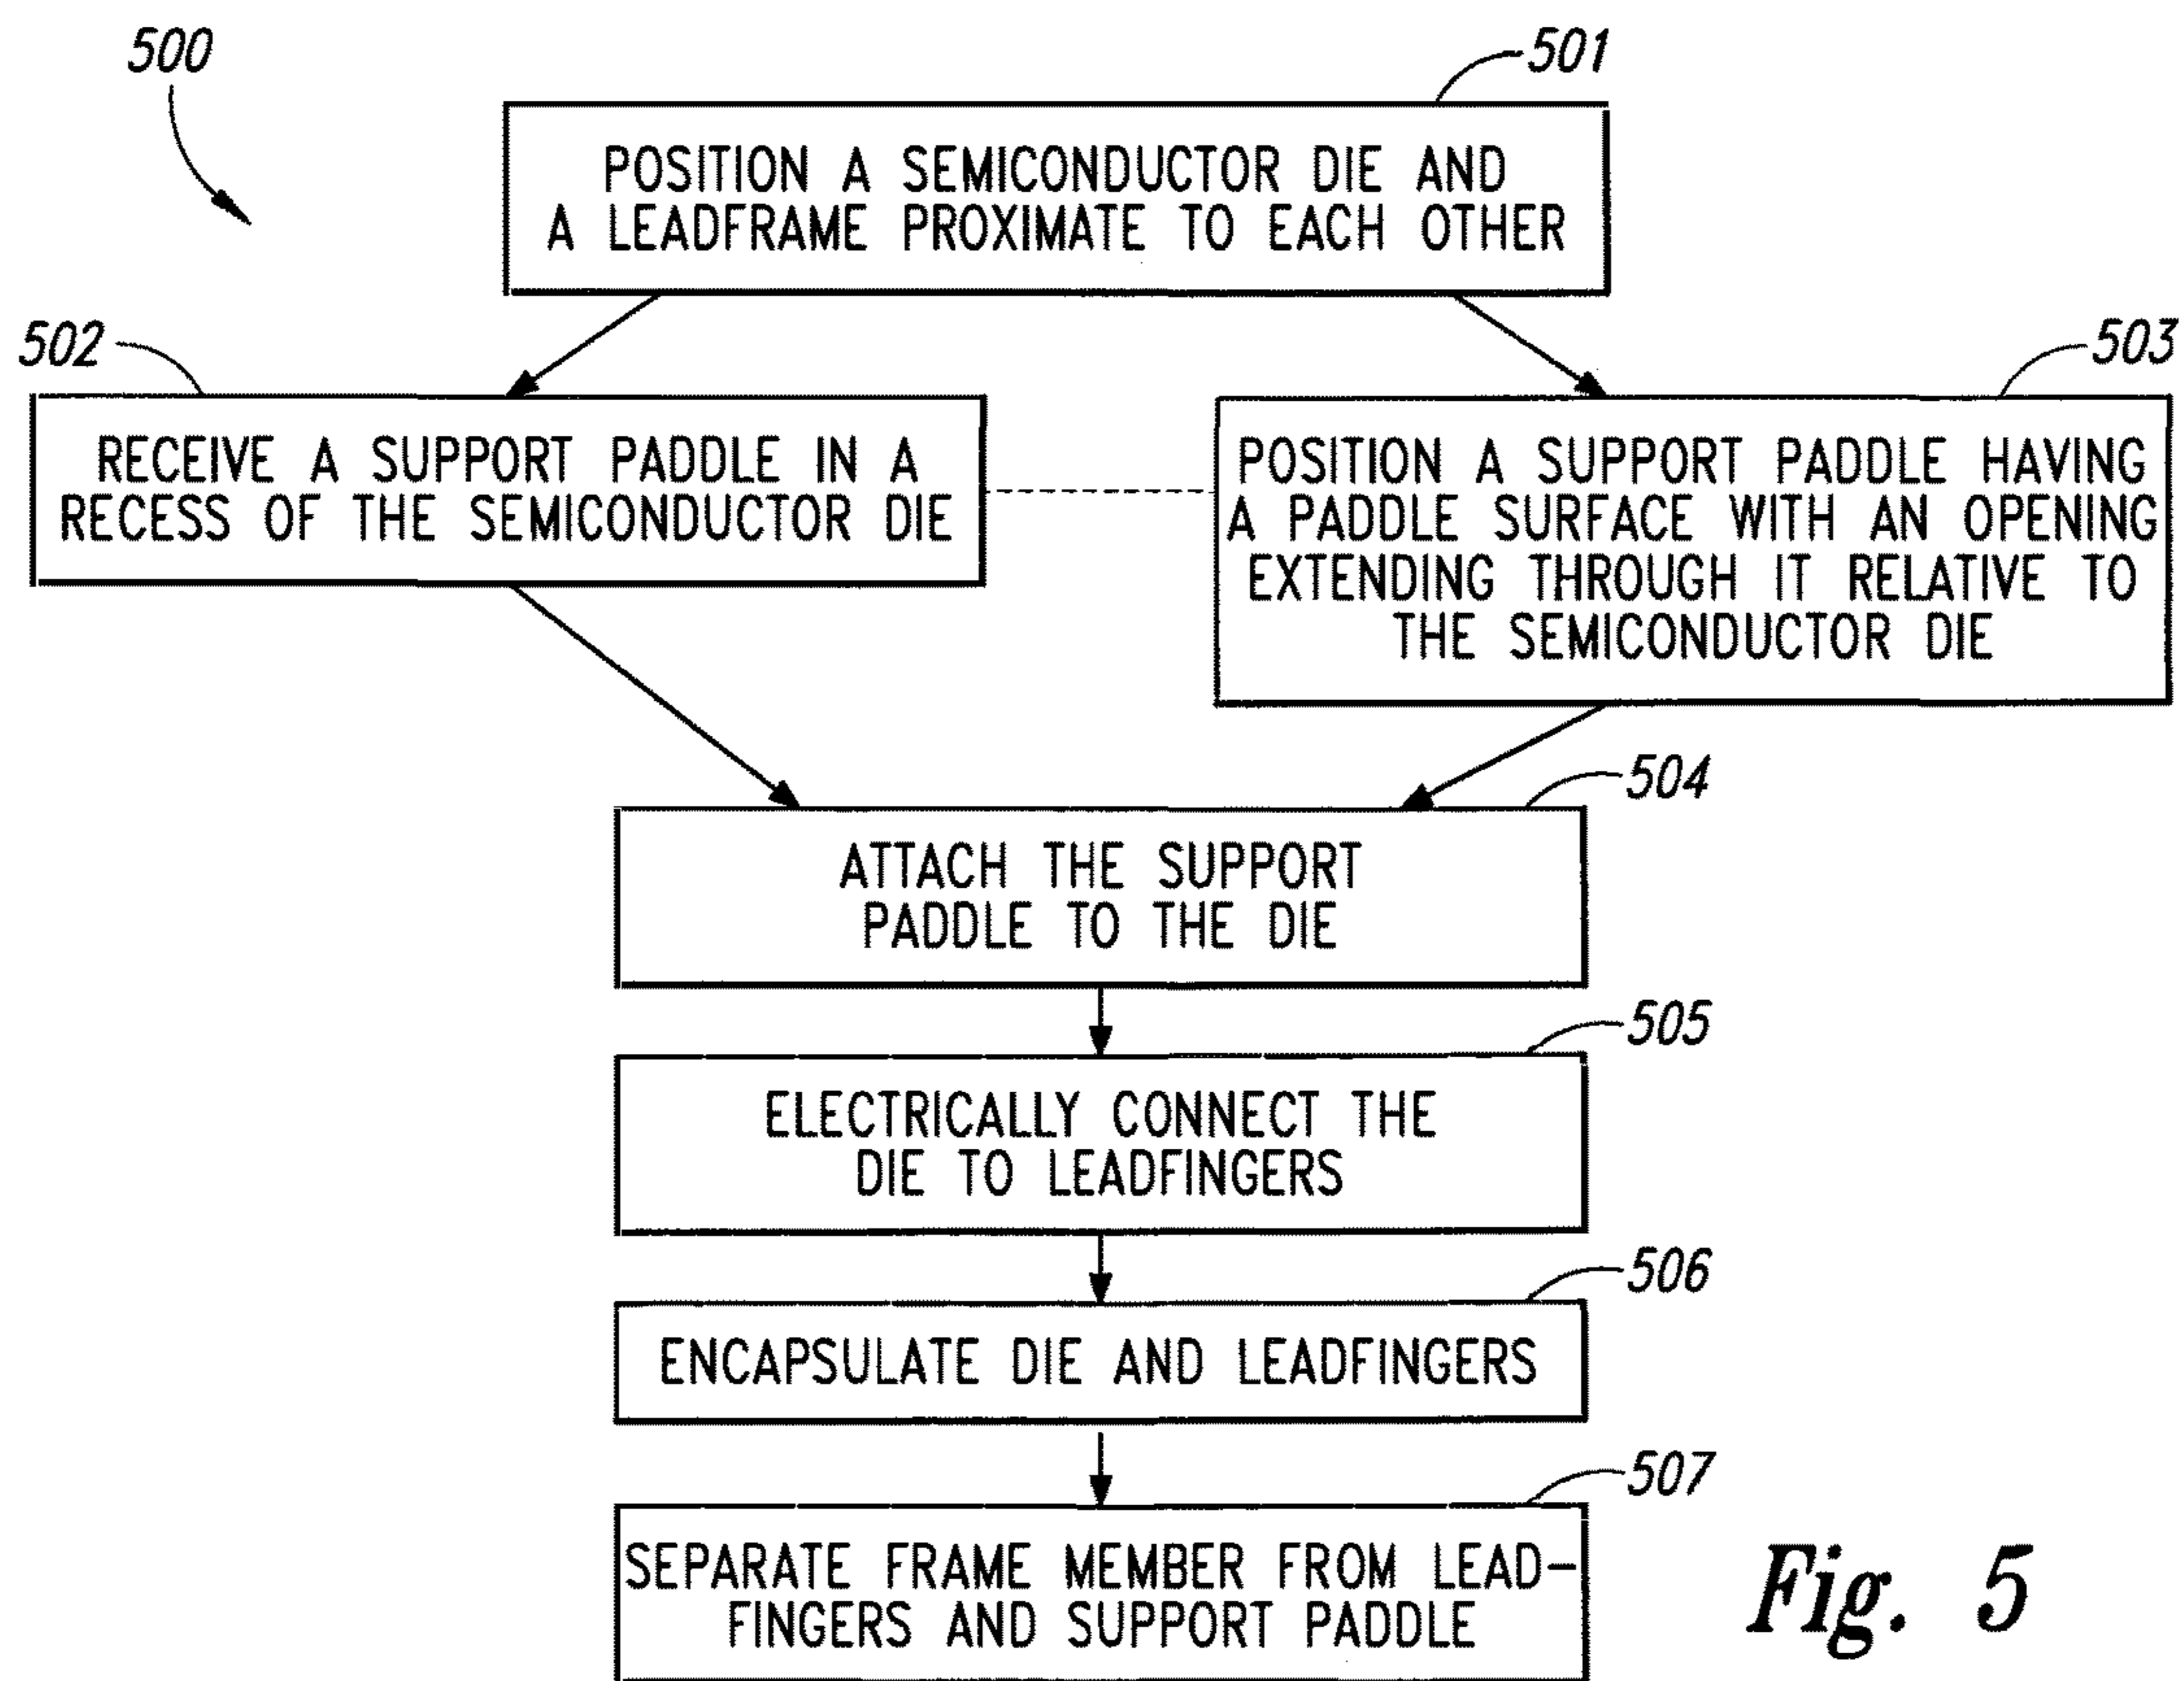 500
501
POSITION A SEMICONDUCTOR DIE AND
A LEADFRAME PROXIMATE TO EACH OTHER
502
RECEIVE A SUPPORT PADDLE IN A
RECESS OF THE SEMICONDUCTOR DIE
503
POSITION A SUPPORT PADDLE HAVING
A PADDLE SURFACE WITH AN OPENING
EXTENDING THROUGH IT RELATIVE TO
THE SEMICONDUCTOR DIE
504
ATTACH THE SUPPORT
PADDLE TO THE DIE
505
ELECTRICALLY CONNECT THE
DIE TO LEADFINGERS
506
ENCAPSULATE DIE AND LEADFINGERS
507
SEPARATE FRAME MEMBER FROM LEAD-
FINGERS AND SUPPORT PADDLE
Fig. 5